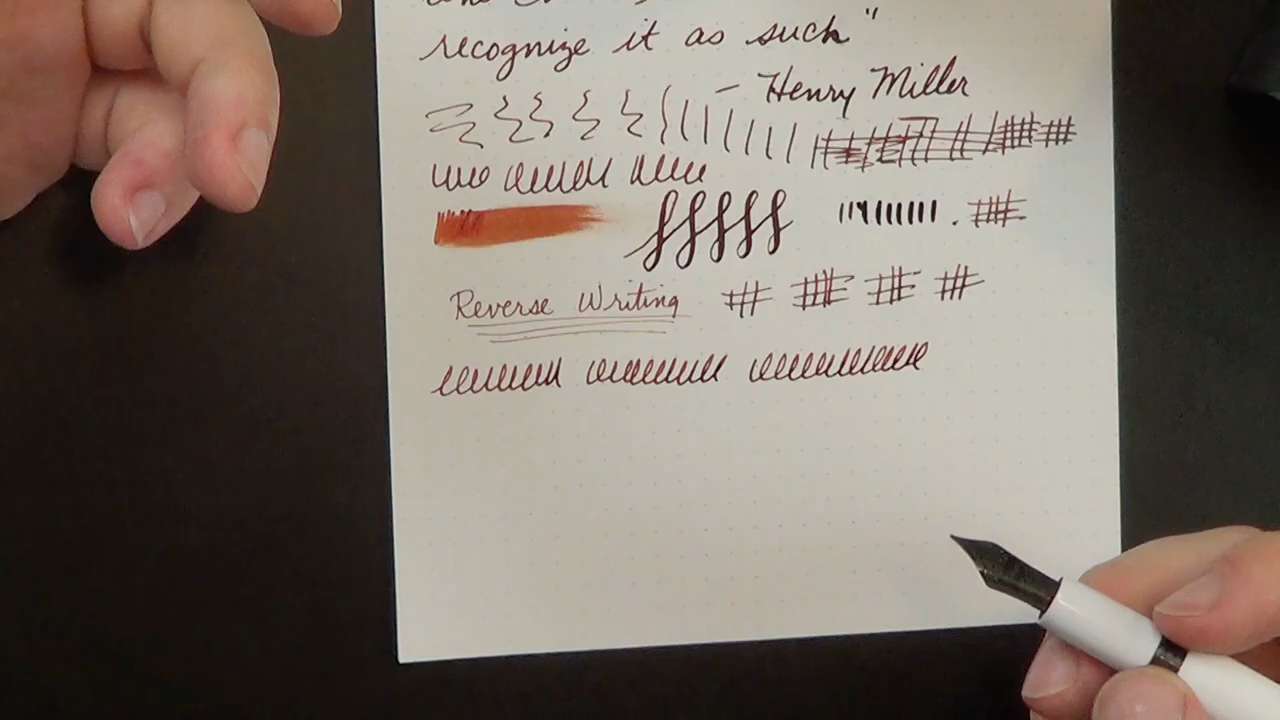 recognize it as such"
- Henry Miller
Reverse Writing